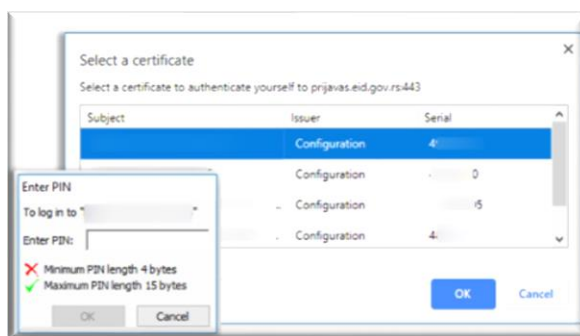 Select a certificate
Select a certificate to authenticate yourself to prijavas.eid.gov.rs:443
Subject Issuer Serial
Configuration
Configuration
Configuration
Configuration
Enter PIN
To log in to " "
Enter PIN:
Minimum PIN length 4 bytes
Maximum PIN length 15 bytes
OK Cancel
OK Cancel